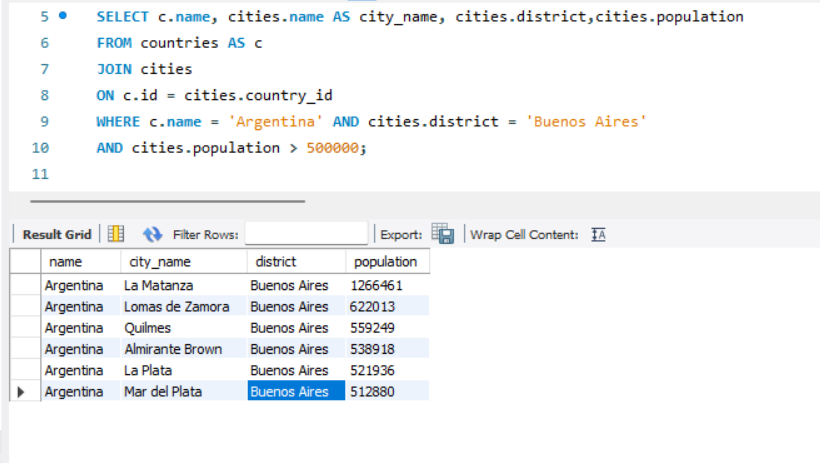 5 SELECT c.name, cities.name AS city_name, cities.district,cities.population
6 FROM countries AS c
7 JOIN cities
8 ON c.id = cities.country_id
9 WHERE c.name = 'Argentina' AND cities.district = 'Buenos Aires'
10 AND cities.population > 500000;
11
Result Grid Filter Rows: Export: Wrap Cell Content: IA
name city_name district population
Argentina La Matanza Buenos Aires 1266461
Argentina Lomas de Zamora Buenos Aires 622013
Argentina Quilmes Buenos Aires 559249
Argentina Almirante Brown Buenos Aires 538918
Argentina La Plata Buenos Aires 521936
Argentina Mar del Plata Buenos Aires 512880